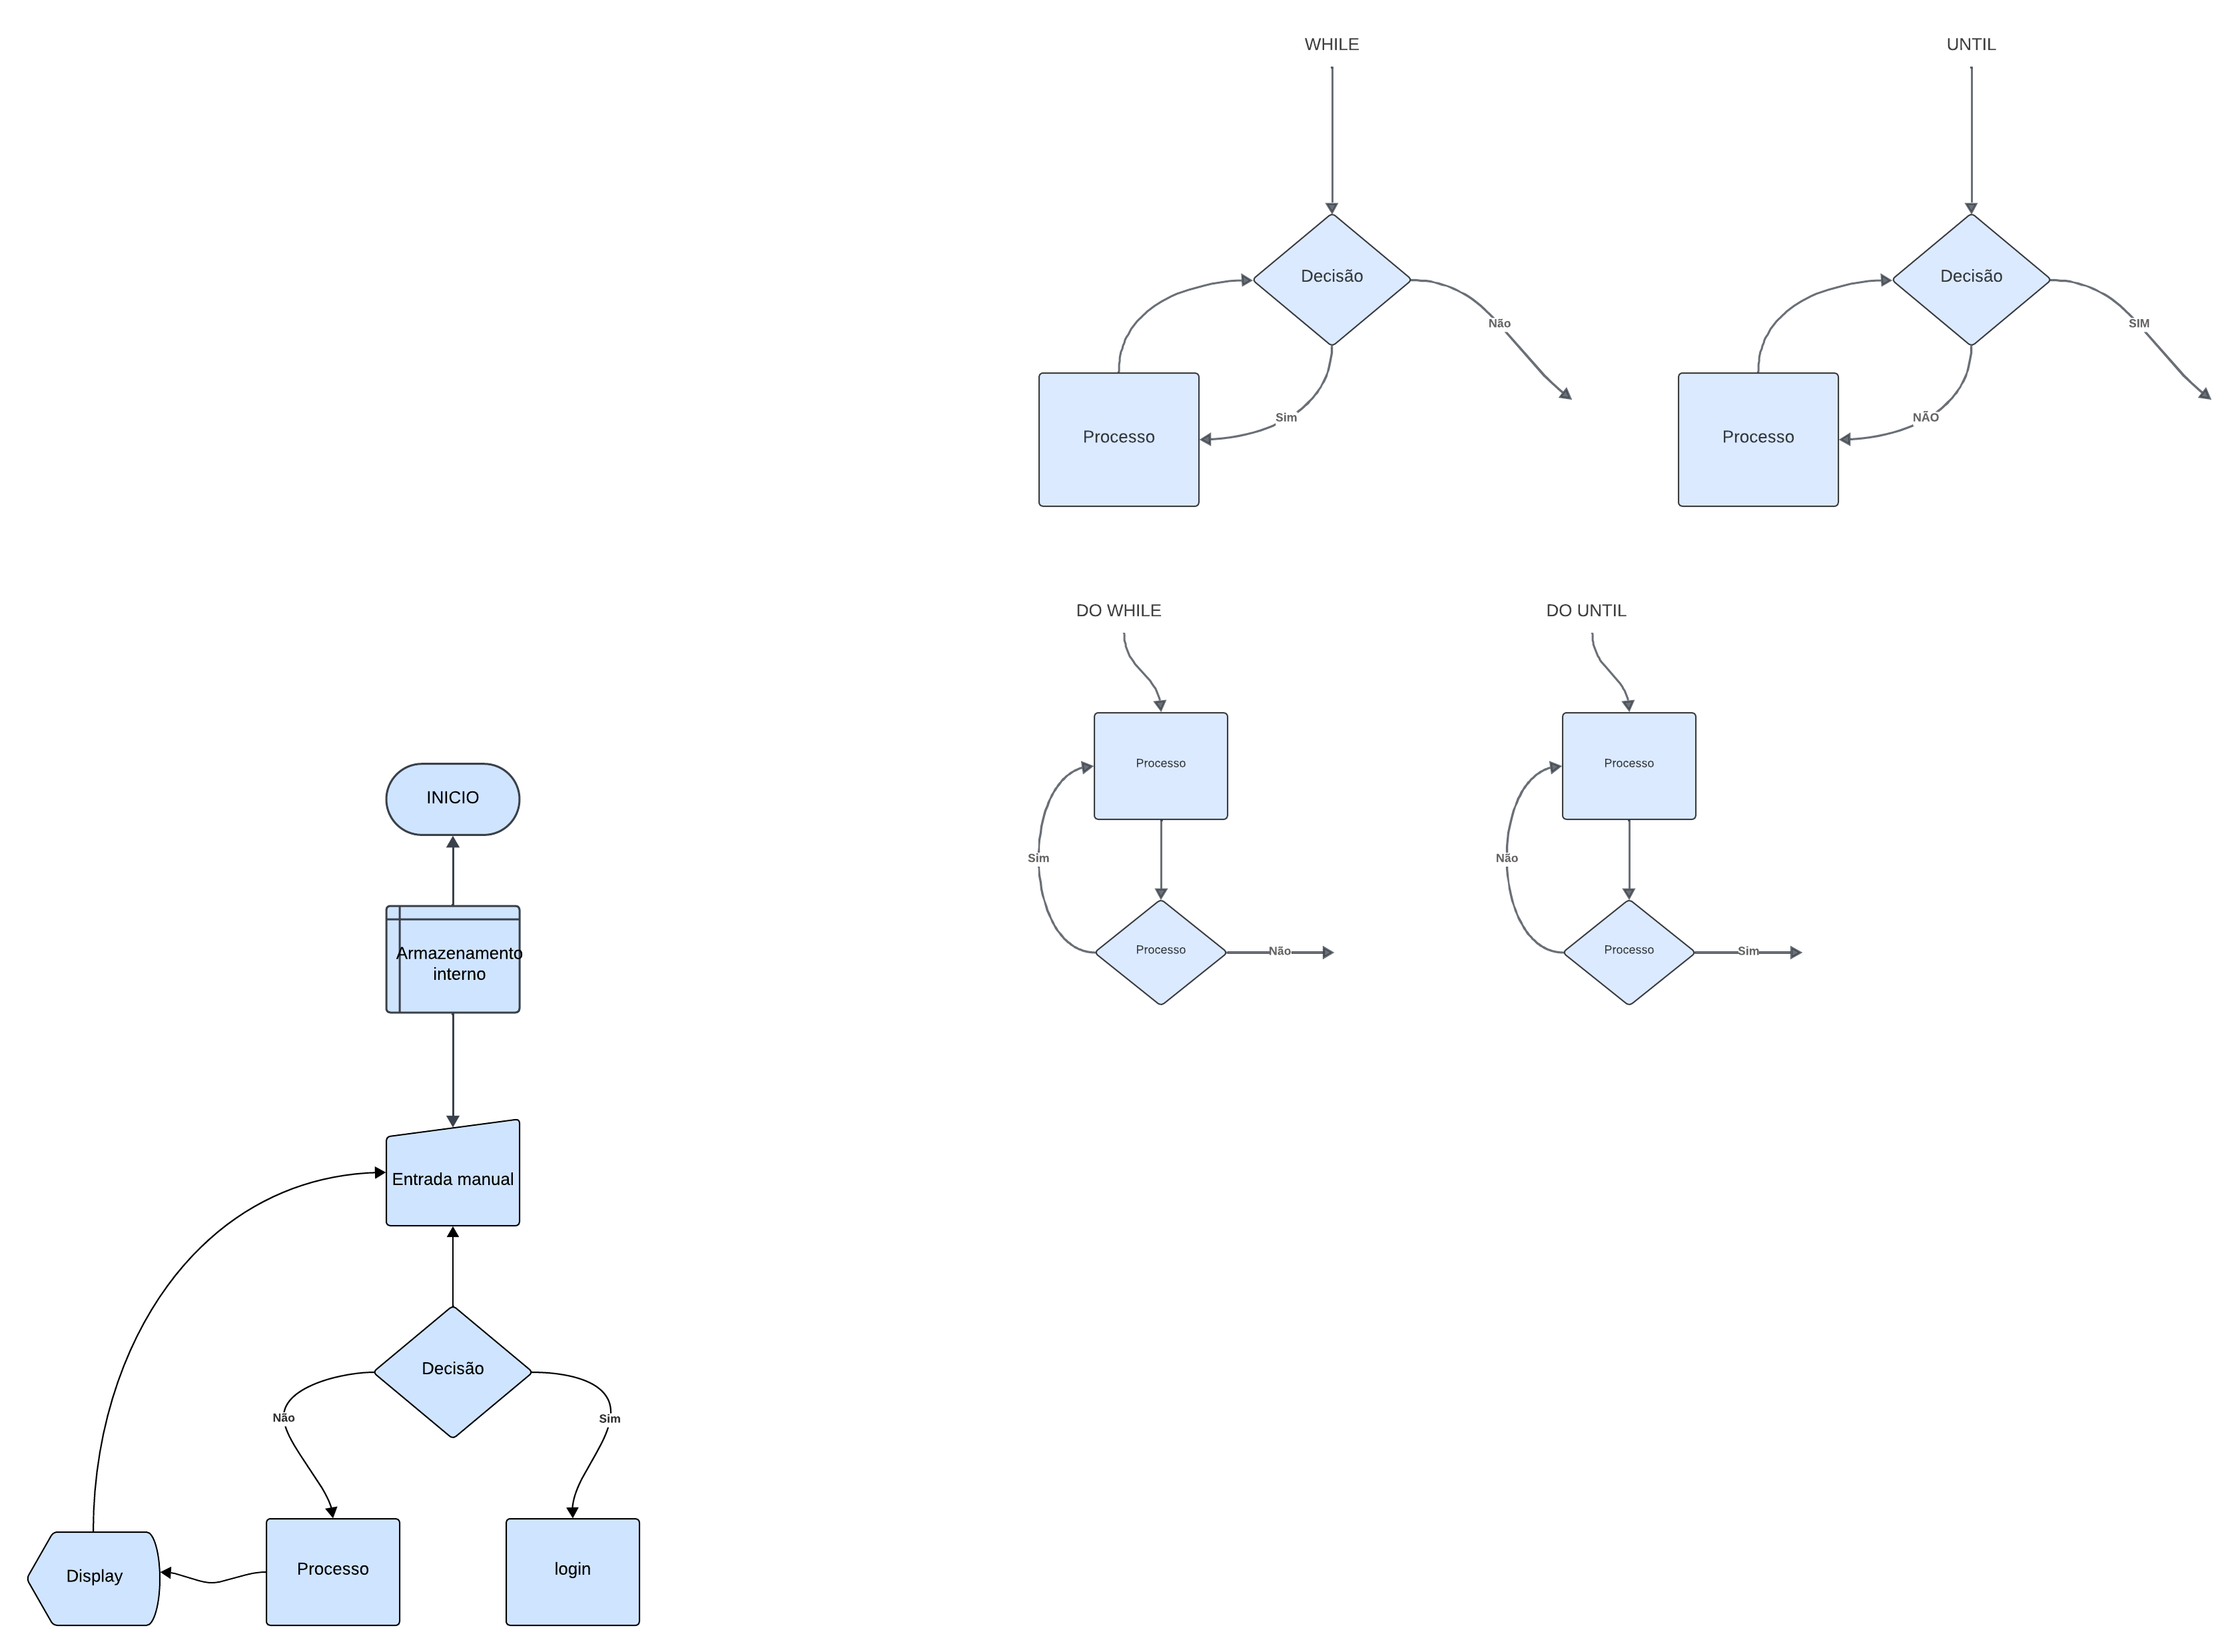 WHILE
UNTIL
Decisão
Não
Sim
Processo
Decisão
SIM
NÃO
Processo
DO WHILE
DO UNTIL
Processo
Sim
Processo
Não
Processo
Não
Processo
Sim
INICIO
Armazenamento
interno
Entrada manual
Decisão
Não
Sim
Display
Processo
login